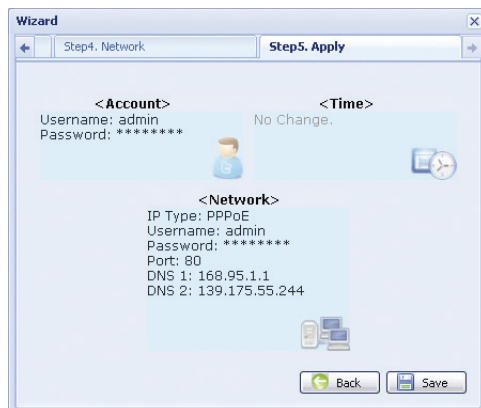 Wizard
Step4. Network
Step5. Apply
<Account>
Username: admin
Password: ********
<Time>
No Change.
<Network>
IP Type: PPPoE
Username: admin
Password: ********
Port: 80
DNS 1: 168.95.1.1
DNS 2: 139.175.55.244
Back
Save